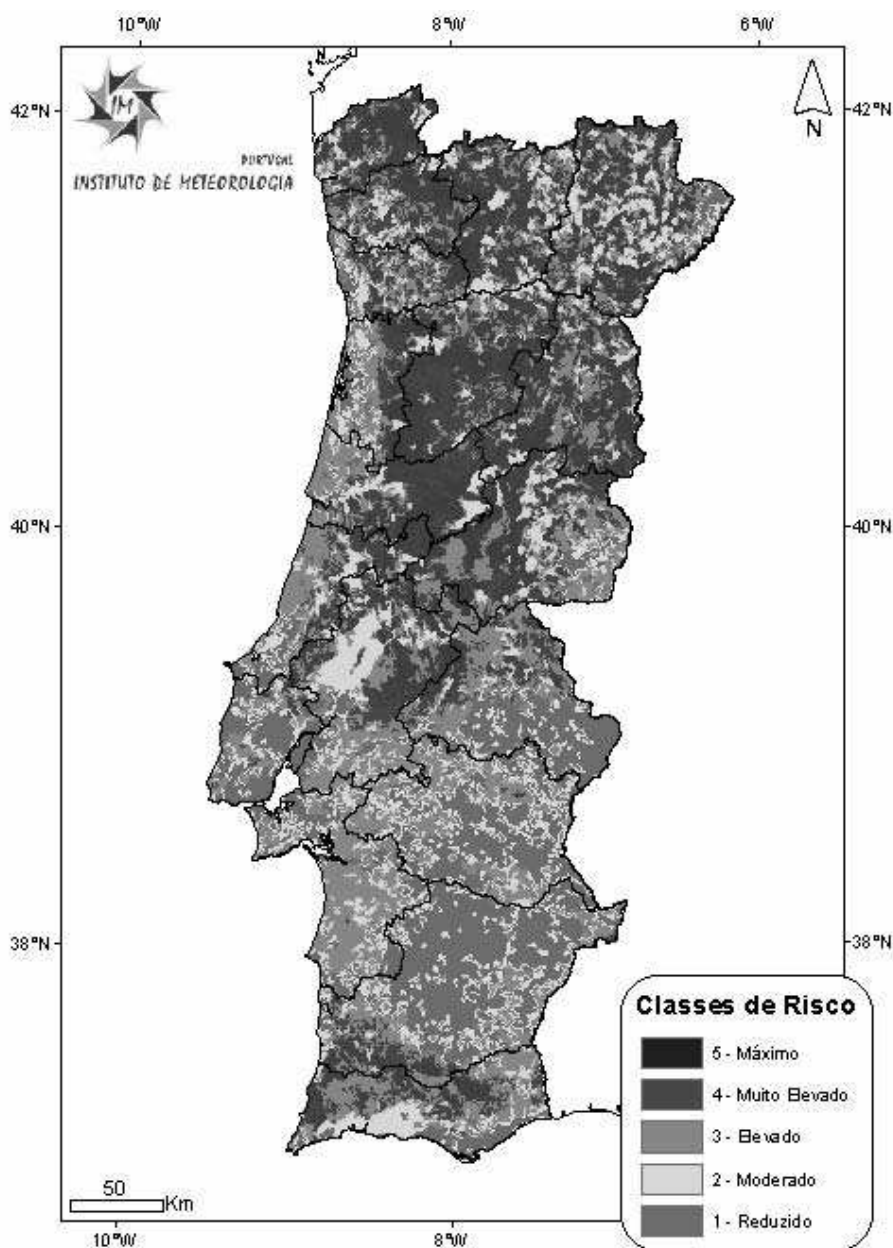 10°W 8°W 6°W
42°N 42°N
IM
N
PORTUGAL
INSTITUTO DE METEOROLOGIA
40°N 40°N
38°N 38°N
Classes de Risco
5 - Máximo
4 - Muito Elevado
3 - Elevado
2 - Moderado
1 - Reduzido
50
Km
10°W 8°W